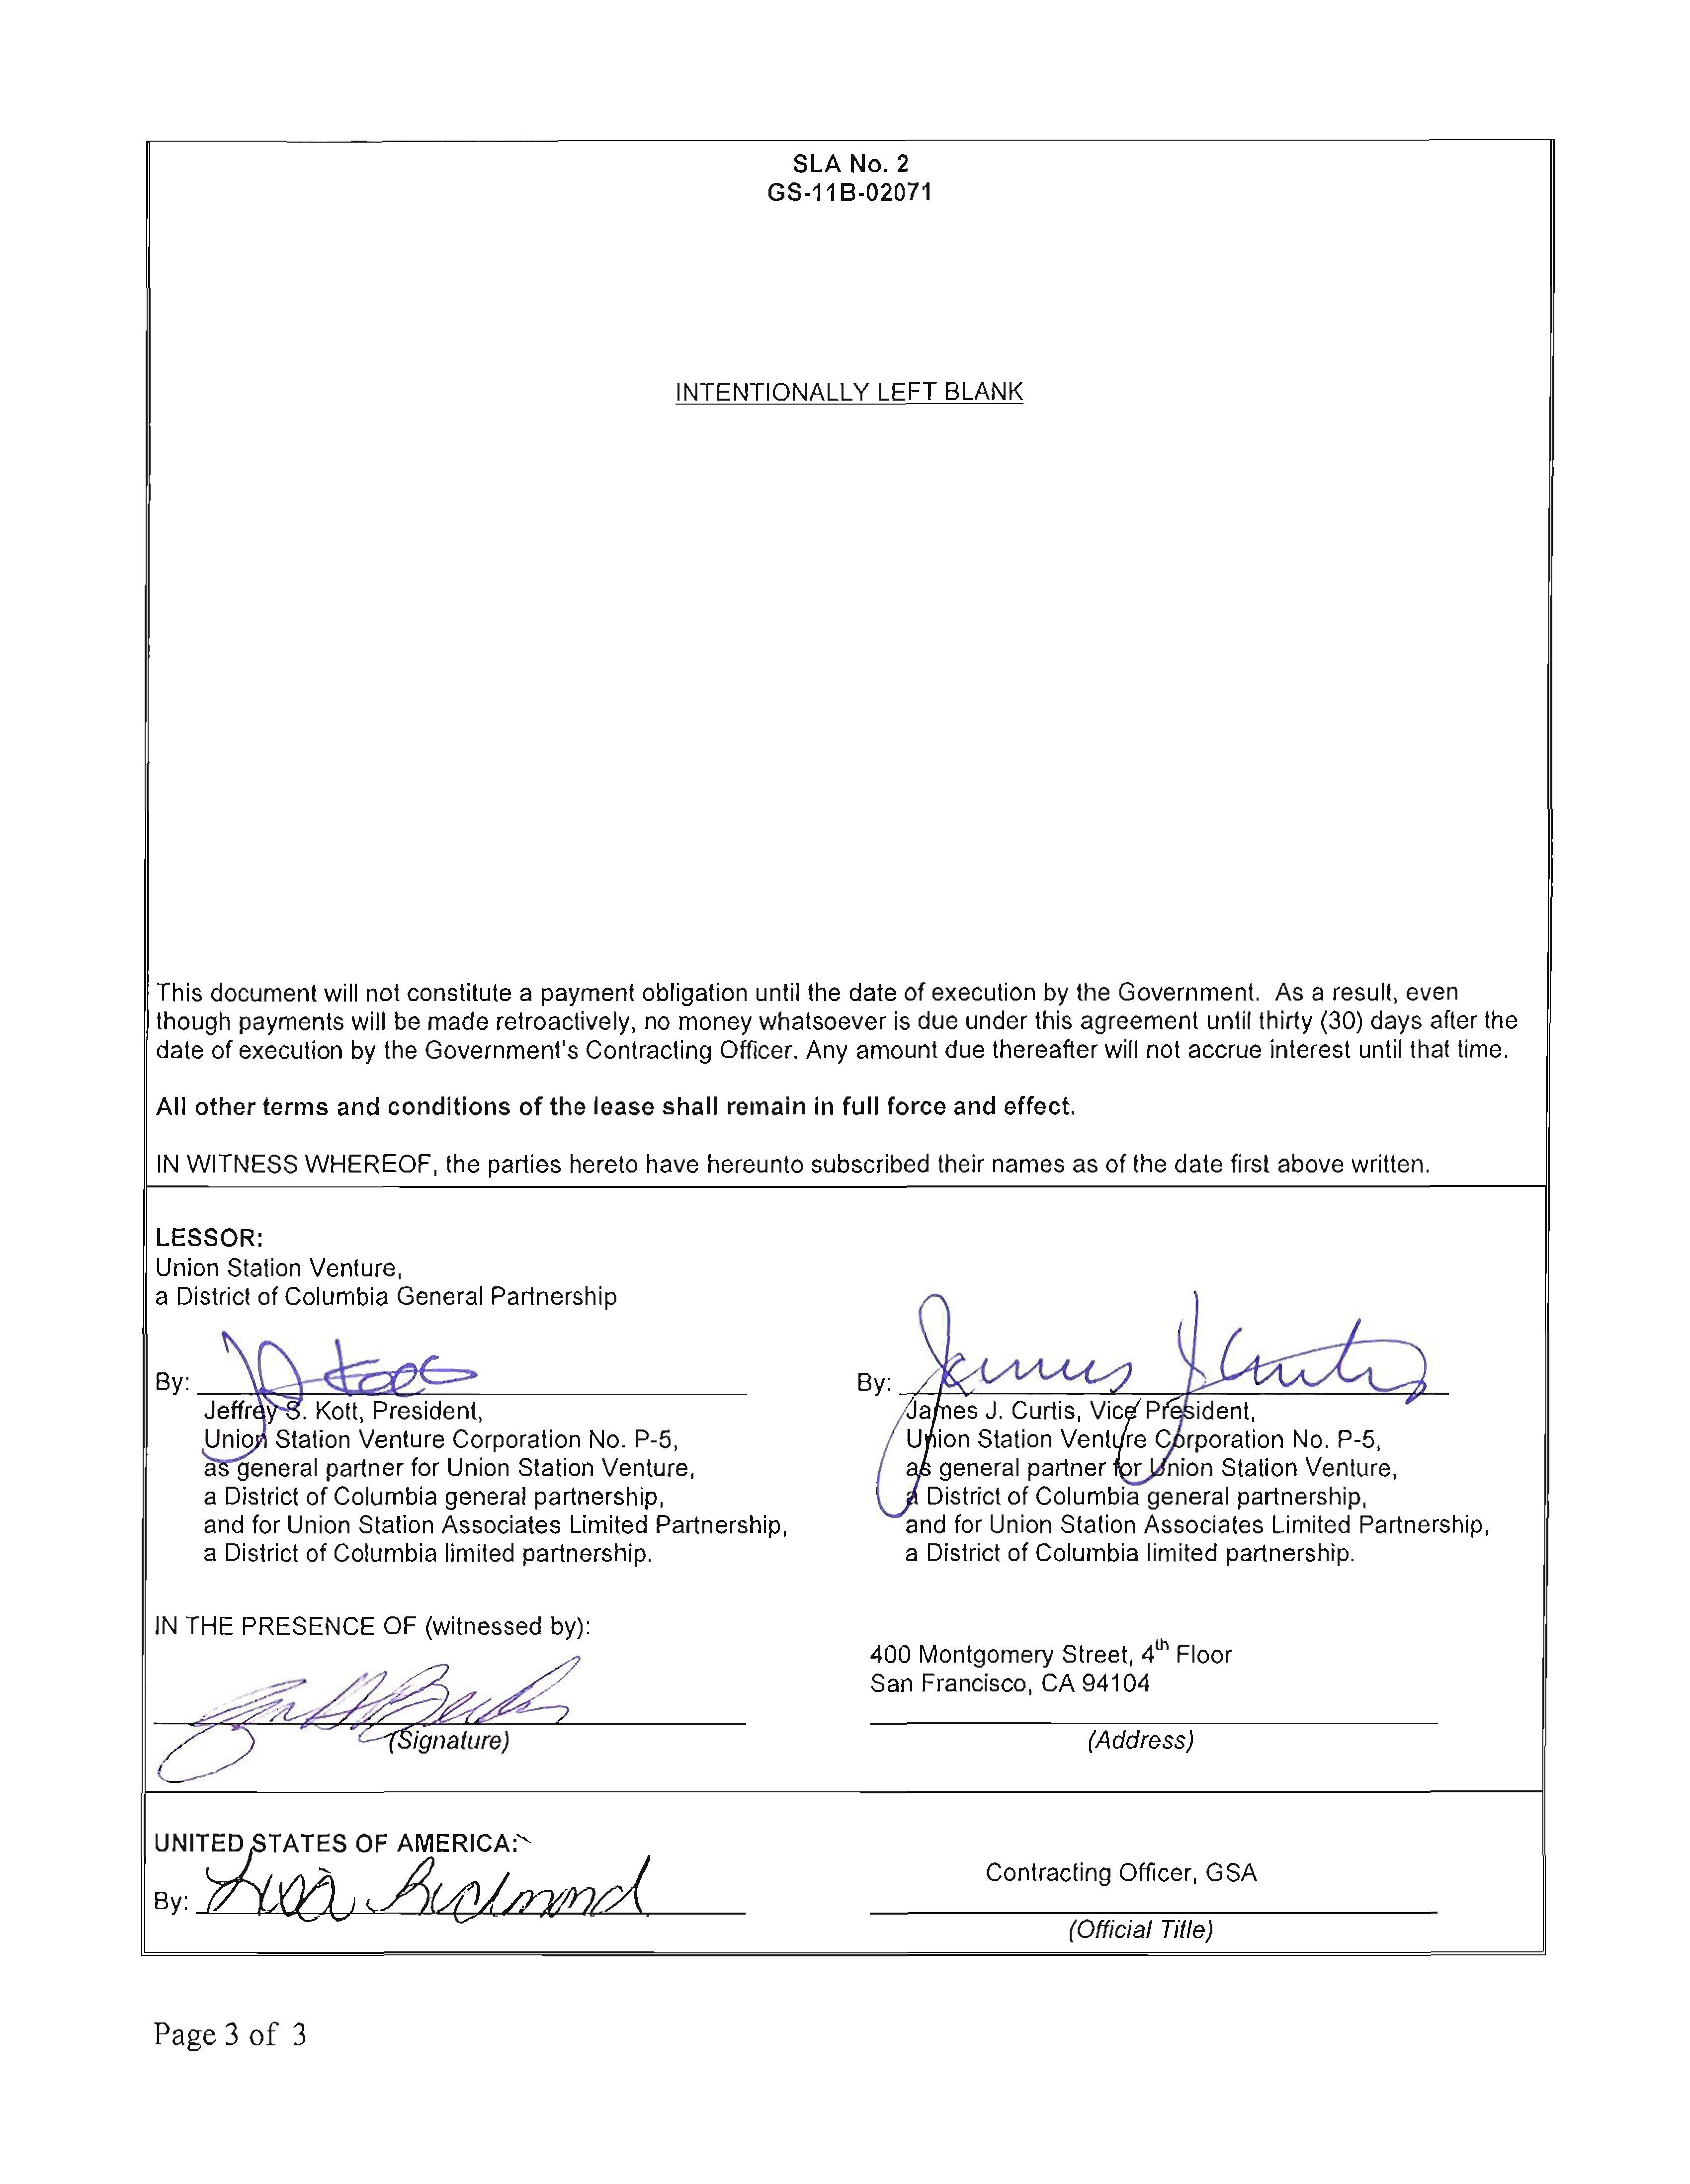 SLA No. 2
GS-11B-02071
INTENTIONALLY LEFT BLANK
This document will not constitute a payment obligation until the date of execution by the Government. As a result, even
though payments will be made retroactively, no money whatsoever is due under this agreement until thirty (30) days after the
date of execution by the Government's Contracting Officer. Any amount due thereafter will not accrue interest until that time.
All other terms and conditions of the lease shall remain in full force and effect.
IN WITNESS WHEREOF, the parties hereto have hereunto subscribed their names as of the date first above written.
LESSOR:
Union Station Venture,
a District of Columbia General Partnership
By:
Jeffrey S. Kott, President,
Union Station Venture Corporation No. P-5,
as general partner for Union Station Venture,
a District of Columbia general partnership,
and for Union Station Associates Limited Partnership,
a District of Columbia limited partnership.
By: James J Curtis
James J. Curtis, Vice President,
Union Station Venture Corporation No. P-5,
as general partner for Union Station Venture,
a District of Columbia general partnership,
and for Union Station Associates Limited Partnership,
a District of Columbia limited partnership.
IN THE PRESENCE OF (witnessed by):
(Signature)
400 Montgomery Street, 4th Floor
San Francisco, CA 94104
(Address)
UNITED STATES OF AMERICA:
By:
Contracting Officer, GSA
(Official Title)
Page 3 of 3